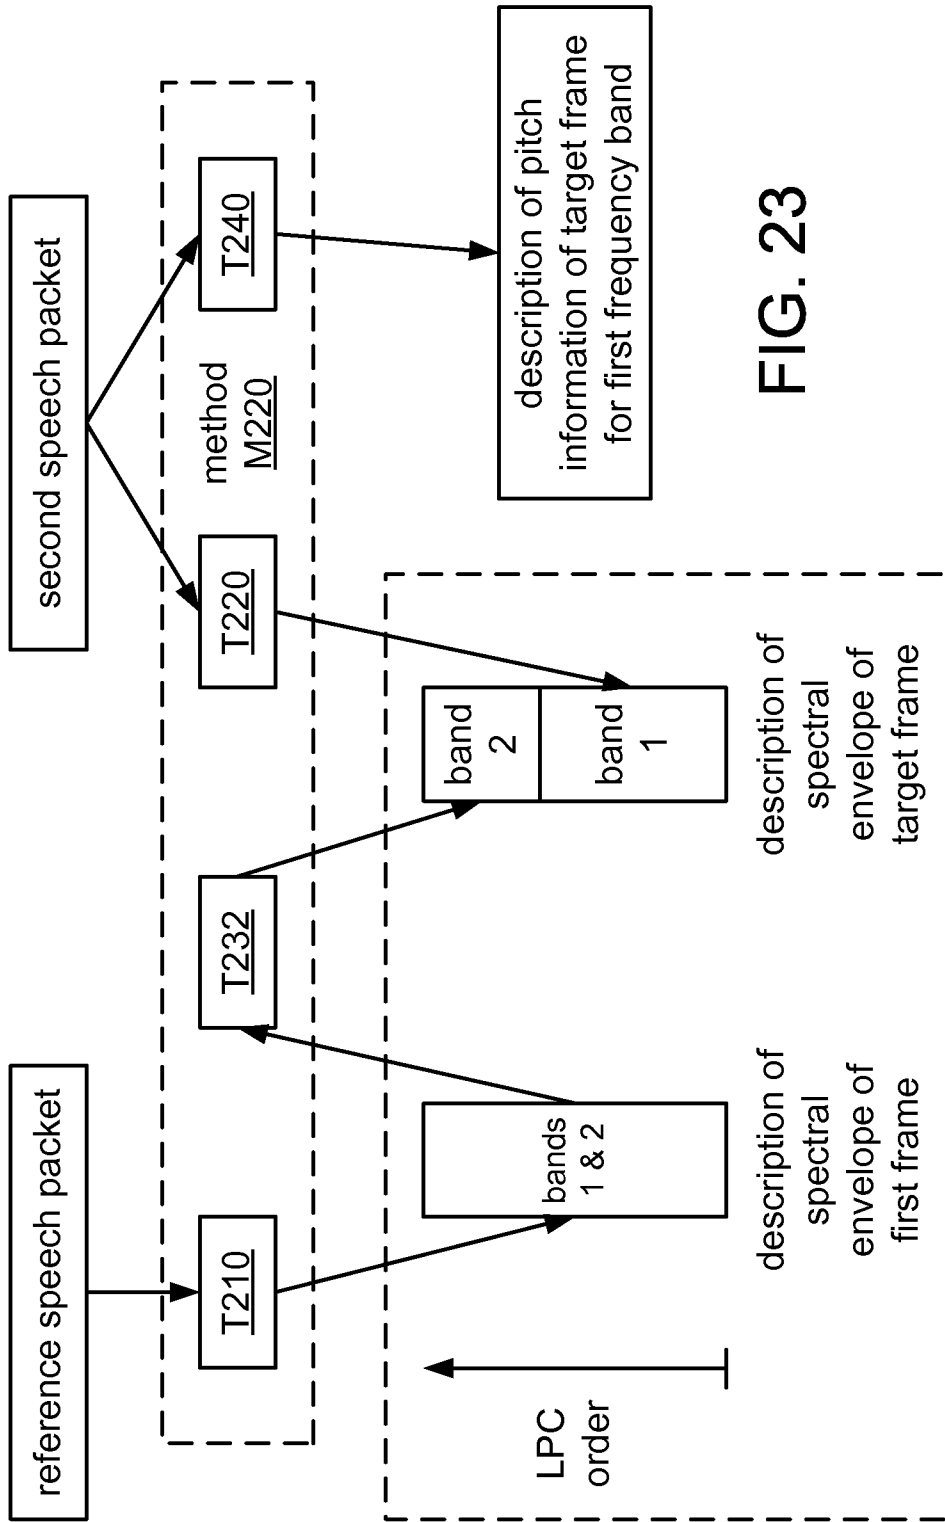 reference speech packet
second speech packet
T210
T232
T220
method
M220
T240
LPC
order
bands
1 & 2
band
2
band
1
description of
spectral
envelope of
first frame
description of
spectral
envelope of
target frame
description of pitch
information of target frame
for first frequency band
FIG. 23